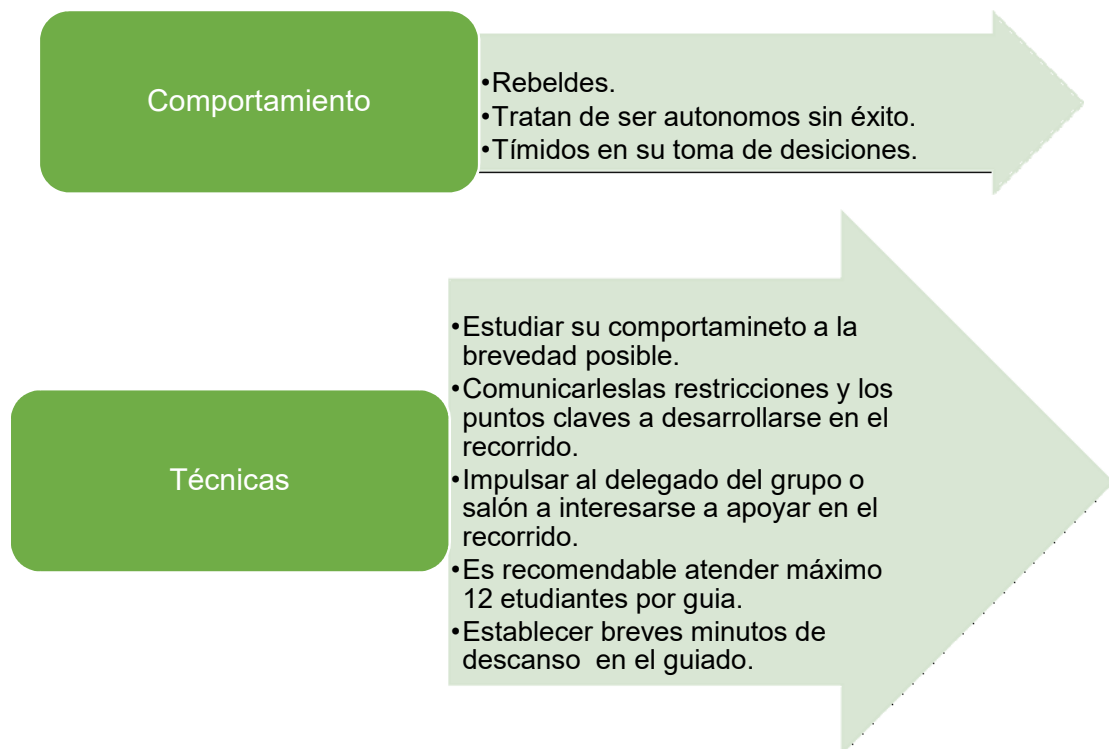 Comportamiento
•Rebeldes.
•Tratan de ser autonomos sin éxito.
•Tímidos en su toma de desiciones.
Técnicas
•Estudiar su comportamineto a la
brevedad posible.
•Comunicarleslas restricciones y los
puntos claves a desarrollarse en el
recorrido.
•Impulsar al delegado del grupo o
salón a interesarse a apoyar en el
recorrido.
•Es recomendable atender máximo
12 etudiantes por guia.
•Establecer breves minutos de
descanso  en el guiado.